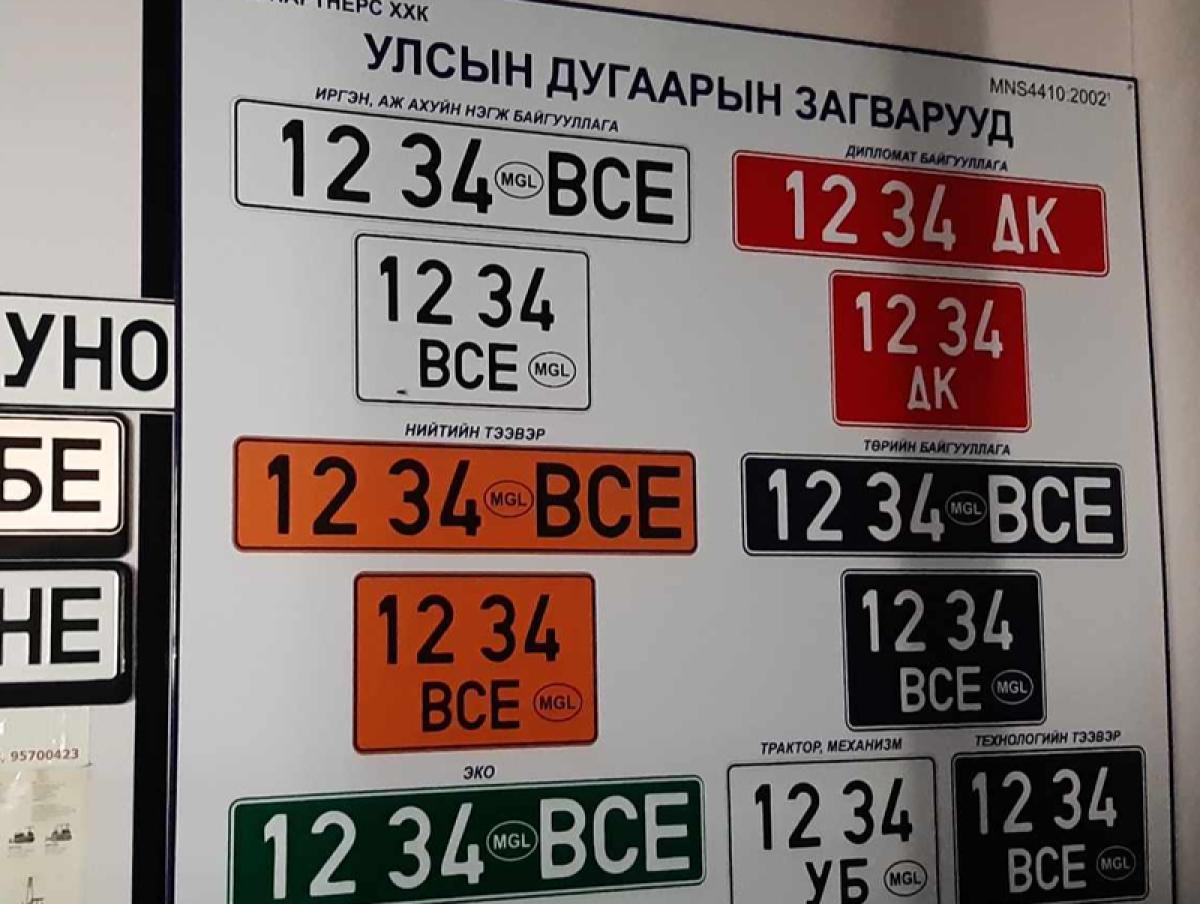 ХХК
УЛСЫН ДУГААРЫН ЗАГВАРУУД
MNS4410:2002
ИРГЭН, АЖ АХУЙН НЭГЖ БАЙГУУЛЛАГА
12 34 MGL ВСЕ
12 34
ВСЕ MGL
НИЙТИЙН ТЭЭВЭР
12 34 MGL ВСЕ
12 34
ВСЕ MGL
ЭКО
12 34 MGL ВСЕ
ДИПЛОМАТ БАЙГУУЛЛАГА
12 34 ДК
12 34
ДК
ТӨРИЙН БАЙГУУЛЛАГА
12 34 MGL ВСЕ
12 34
ВСЕ MGL
ТРАКТОР, МЕХАНИЗМ
12 34
УБ MGL
ТЕХНОЛОГИЙН ТЭЭВЭР
12 34
ВСЕ MGL
УНО
БЕ
НЕ
95700423